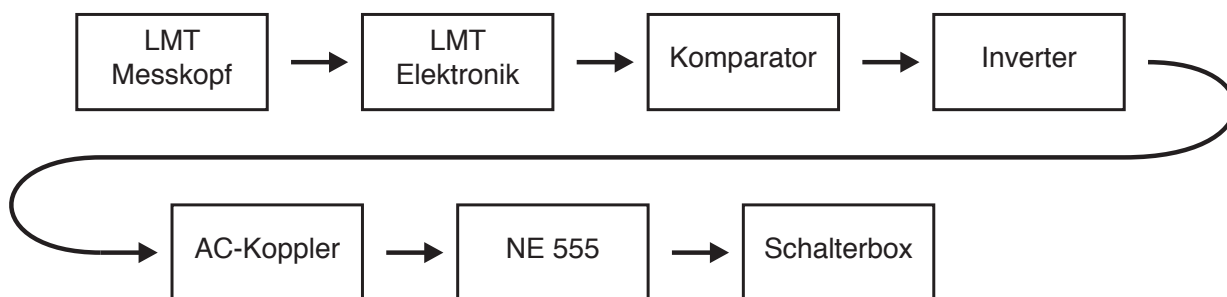 LMT
Messkopf
LMT
Elektronik
Komparator
Inverter
AC-Koppler
NE 555
Schalterbox